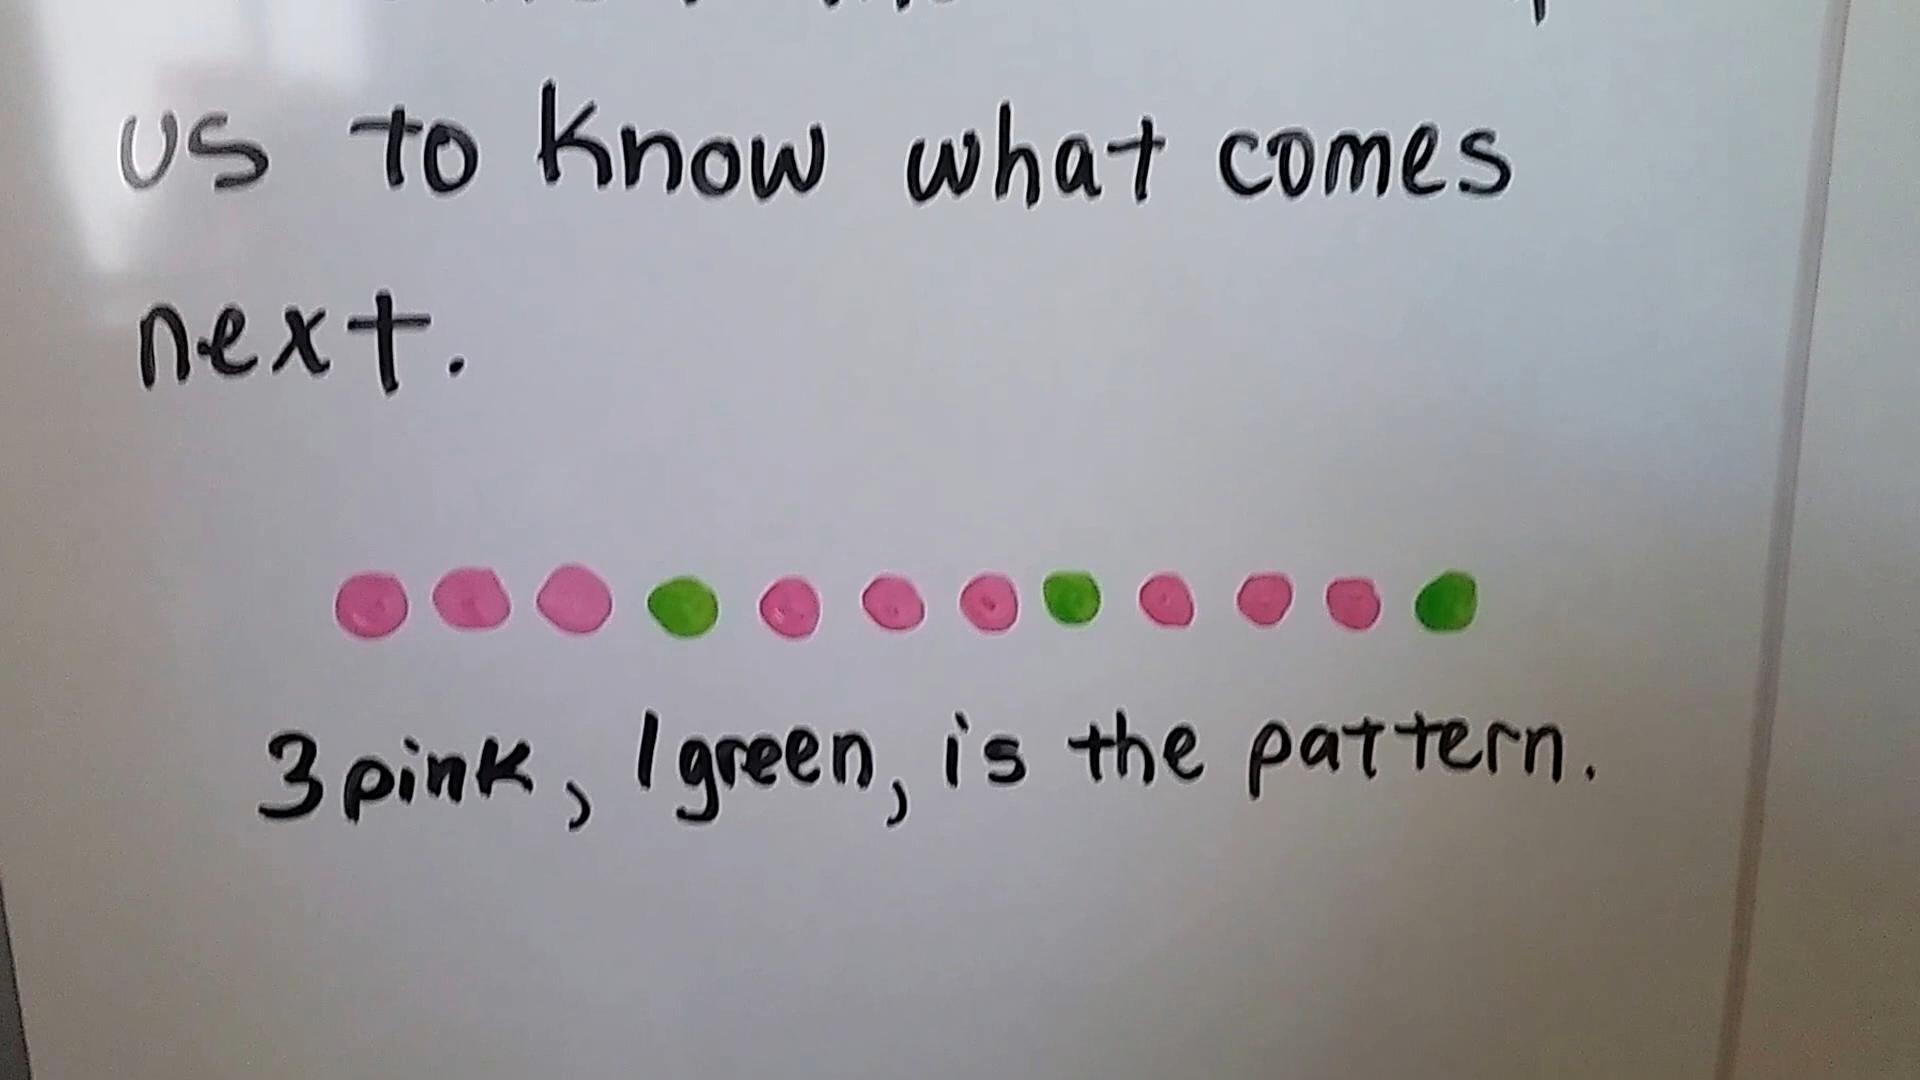 us to know what comes
next.
3 pink, 1 green, is the pattern.